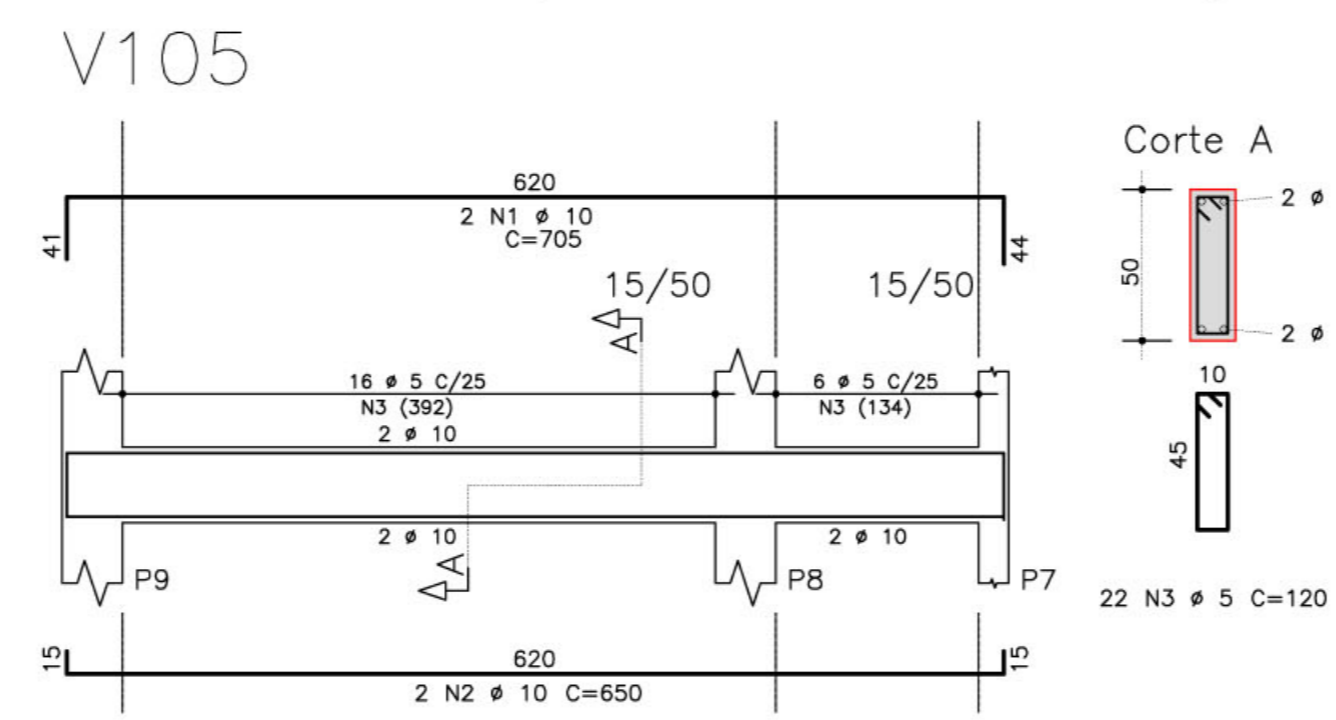 V105
Corte A
620
2 N1 ø 10
C=705
41
44
2 ø
50
2 ø
15/50
15/50
A
16 ø 5 C/25
N3 (392)
6 ø 5 C/25
N3 (134)
10
45
2 ø 10
2 ø 10
2 ø 10
A
P9
P8
P7
22 N3 ø 5 C=120
15
620
15
2 N2 ø 10 C=650